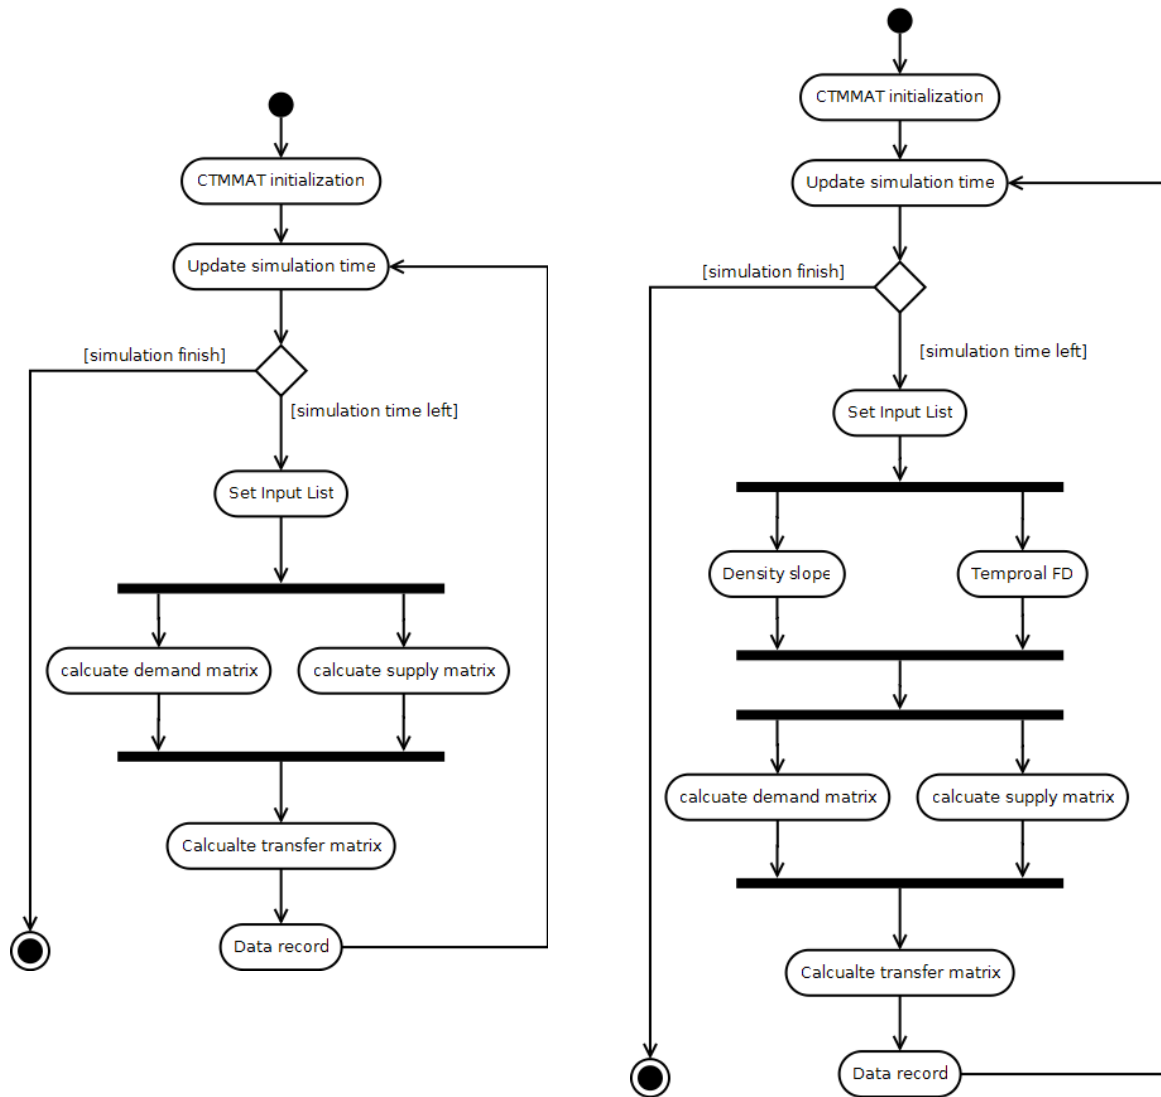 CTMMAT initialization
Update simulation time
[simulation finish]
[simulation time left]
Set Input List
calcuate demand matrix
calcuate supply matrix
Calcualte transfer matrix
Data record
CTMMAT initialization
Update simulation time
[simulation finish]
[simulation time left]
Set Input List
Density slope
Temproal FD
calcuate demand matrix
calcuate supply matrix
Calcualte transfer matrix
Data record